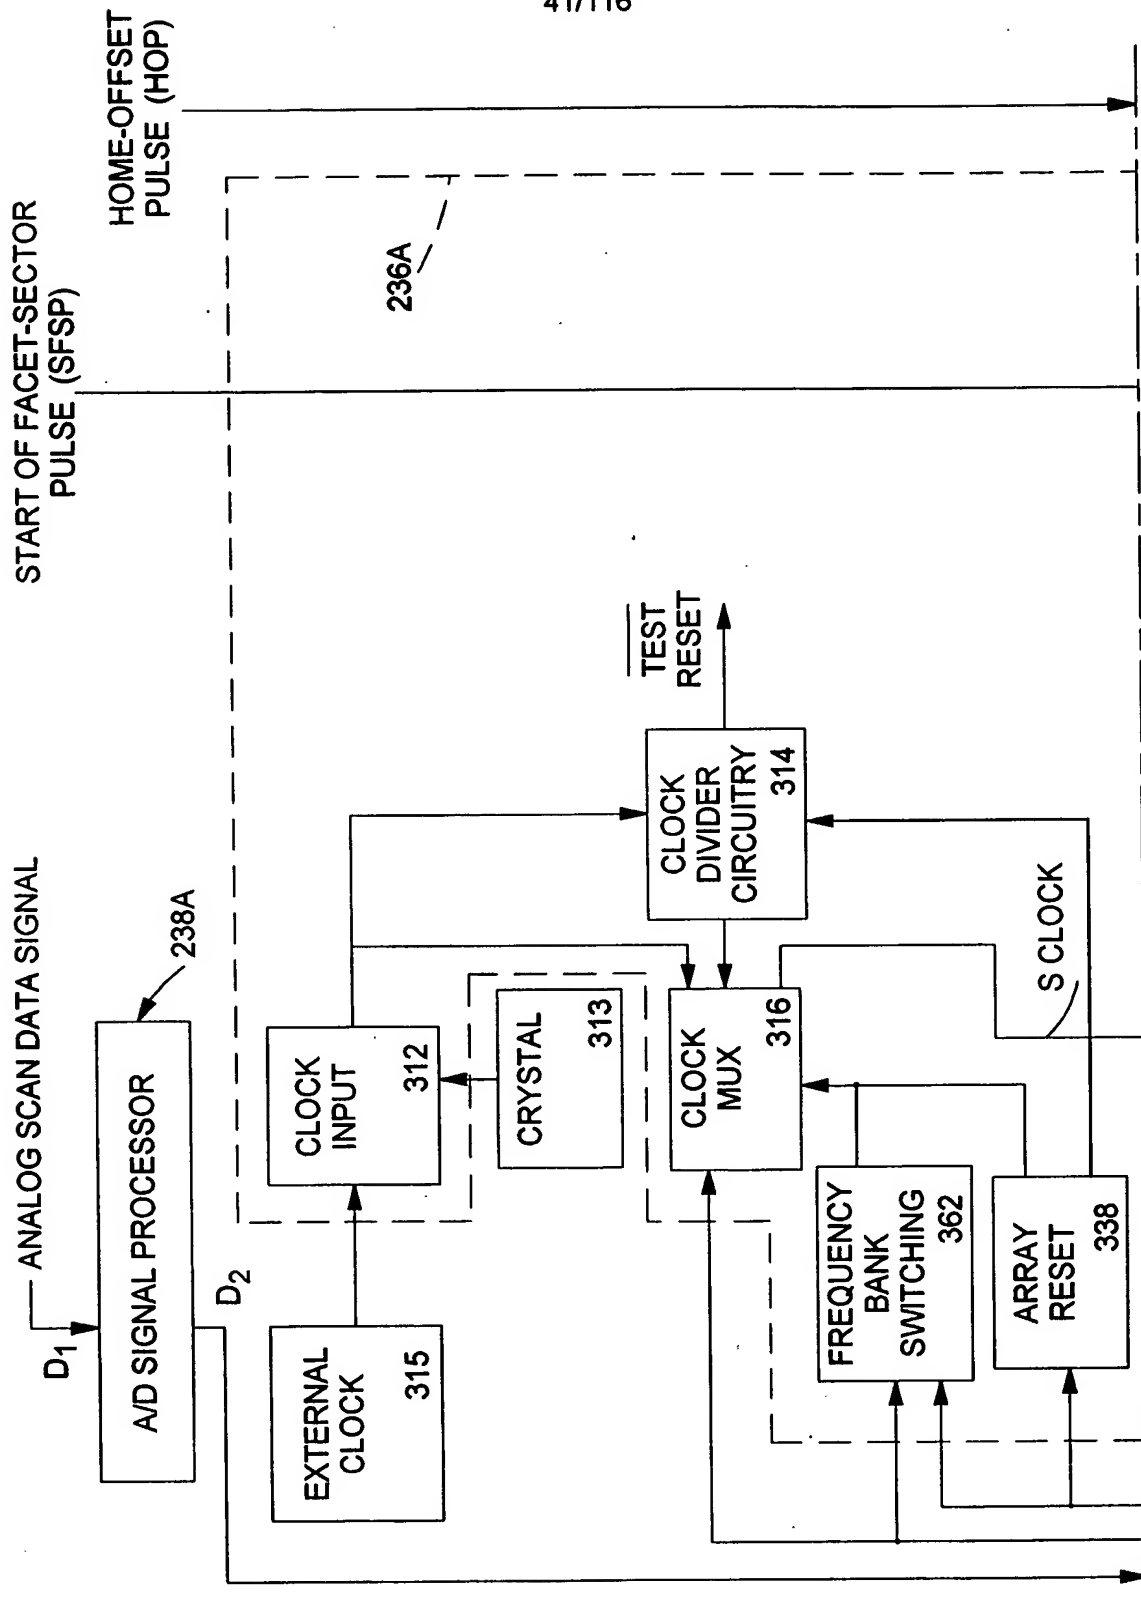 41/116
ANALOG SCAN DATA SIGNAL
D1
A/D SIGNAL PROCESSOR
238A
D2
START OF FACET-SECTOR
PULSE (SFSP)
HOME-OFFSET
PULSE (HOP)
236A
EXTERNAL
CLOCK
315
CLOCK
INPUT
312
CRYSTAL
313
CLOCK
MUX
316
CLOCK
DIVIDER
CIRCUITRY
314
TEST
RESET
FREQUENCY
BANK
SWITCHING
362
ARRAY
RESET
338
S CLOCK